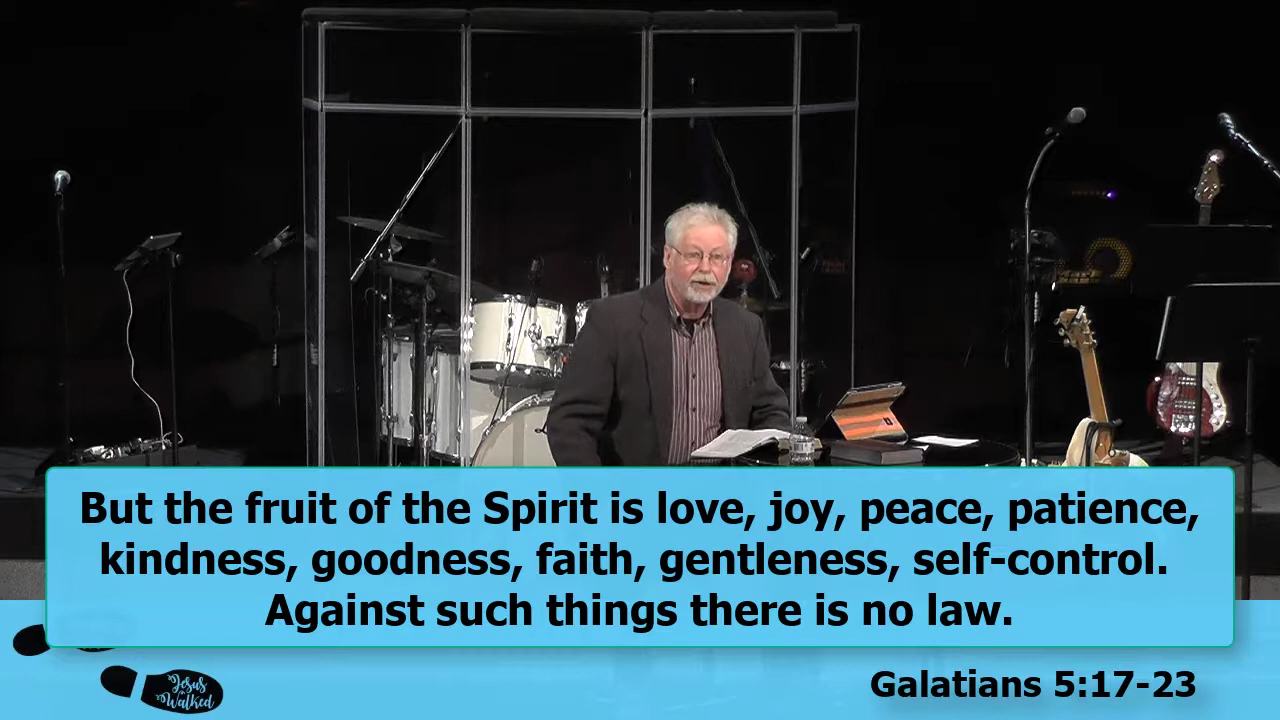 But the fruit of the Spirit is love, joy, peace, patience,
kindness, goodness, faith, gentleness, self-control.
Against such things there is no law.
Galatians 5:17-23
Jesus
Walked